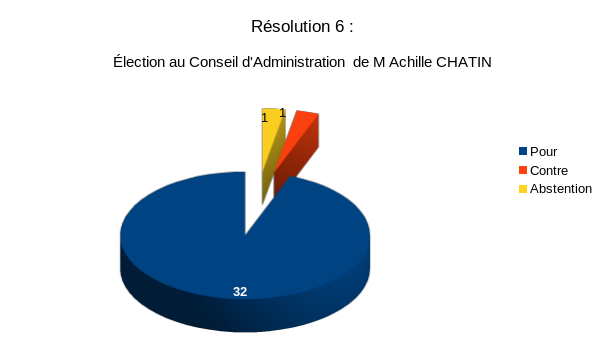 Résolution 6 :
Élection au Conseil d'Administration  de M Achille CHATIN
1
1
Pour
Contre
Abstention
32